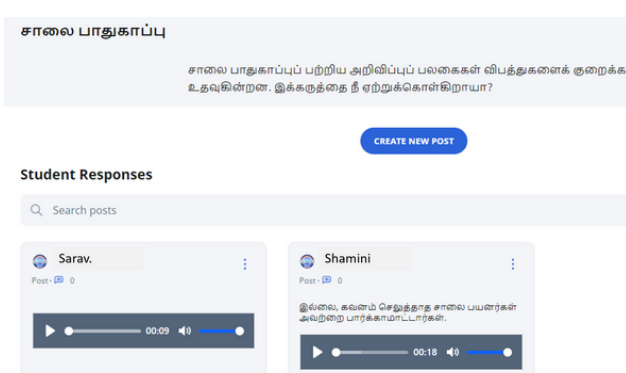 சாலை பாதுகாப்பு
சாலை பாதுகாப்புப் பற்றிய அறிவிப்புப் பலகைகள் விபத்துகளைக் குறைக்க
உதவுகின்றன. இக்கருத்தை நீ ஏற்றுக்கொள்கிறாயா?
CREATE NEW POST
Student Responses
Search posts
Sarav.
Post · 0
00:09
Shamini
Post · 0
இல்லை, கவனம் செலுத்தாத சாலை பயனர்கள்
அவற்றை பார்க்காமாட்டார்கள்.
00:18